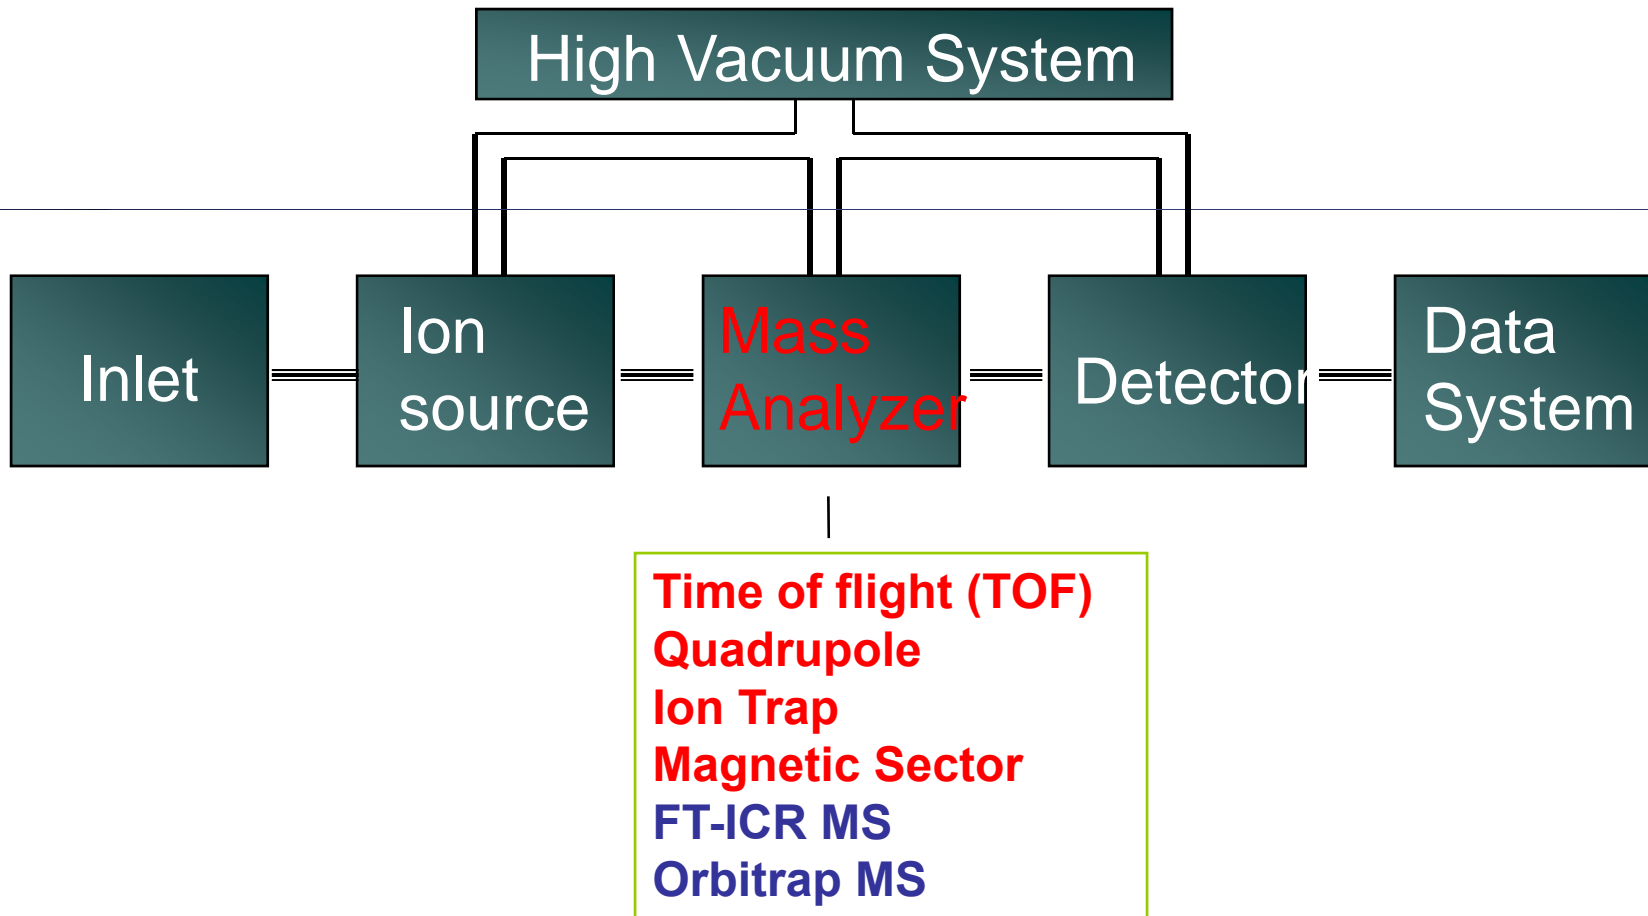 High Vacuum System
Inlet
Ion
source
Mass
Analyzer
Detector
Data
System
Time of flight (TOF)
Quadrupole
Ion Trap
Magnetic Sector
FT-ICR MS
Orbitrap MS